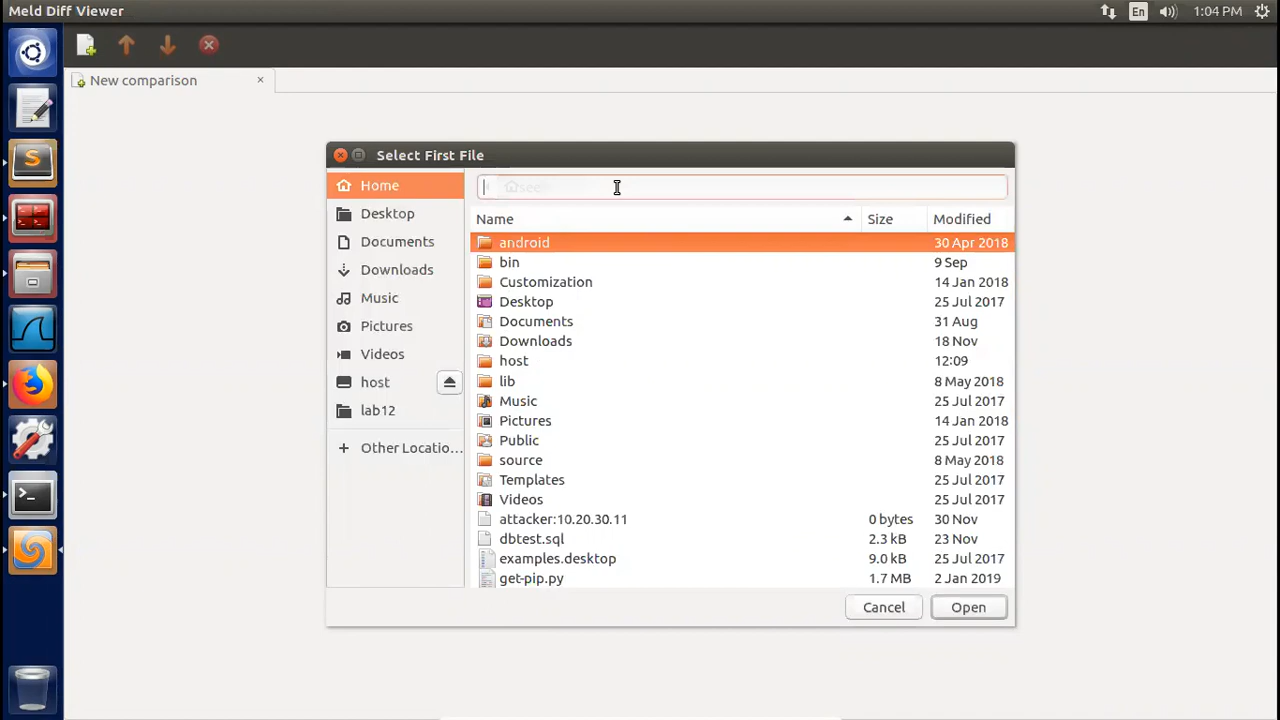 Meld Diff Viewer
En
1:04 PM
New comparison
×
Select First File
Home
Desktop
Documents
Downloads
Music
Pictures
Videos
host
lab12
Other Locatio...
Name Size Modified
android 30 Apr 2018
bin 9 Sep
Customization 14 Jan 2018
Desktop 25 Jul 2017
Documents 31 Aug
Downloads 18 Nov
host 12:09
lib 8 May 2018
Music 25 Jul 2017
Pictures 14 Jan 2018
Public 25 Jul 2017
source 8 May 2018
Templates 25 Jul 2017
Videos 25 Jul 2017
attacker:10.20.30.11 0 bytes 30 Nov
dbtest.sql 2.3 kB 23 Nov
examples.desktop 9.0 kB 25 Jul 2017
get-pip.py 1.7 MB 2 Jan 2019
Cancel
Open